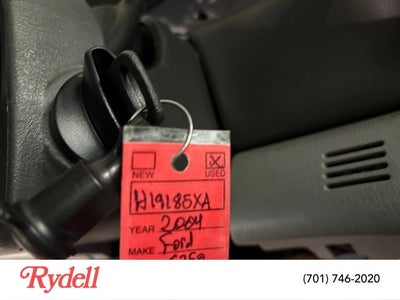 NEW
USED
H19185XA
YEAR 2004
MAKE Ford
Rydell
(701) 746-2020